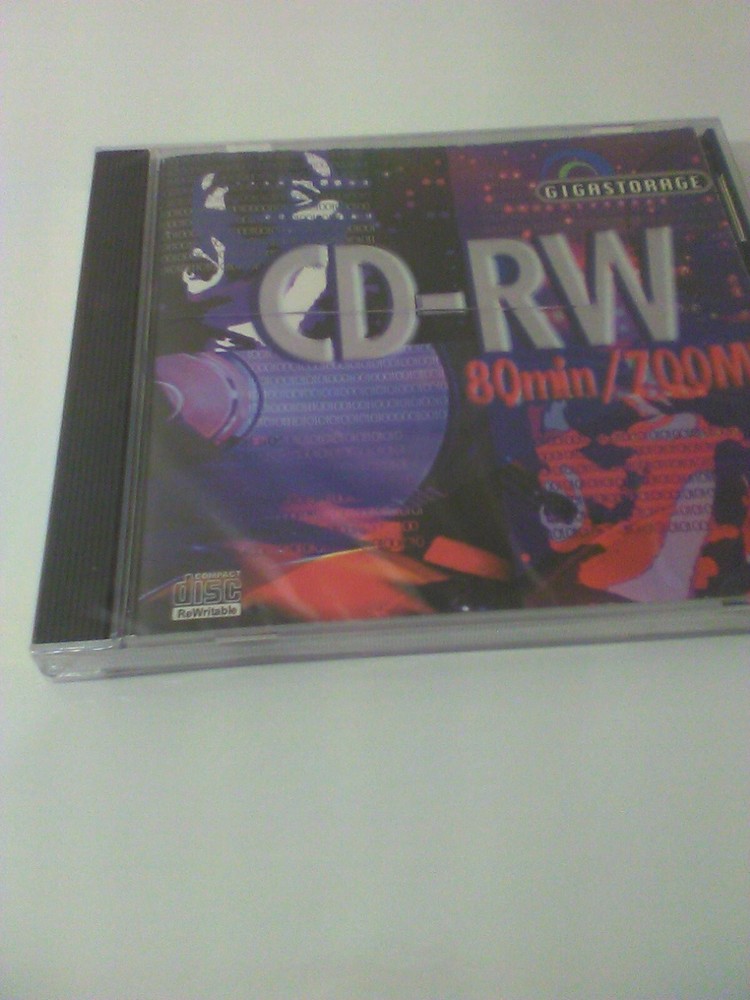 GIGASTORAGE
CD-RW
80min/700M
COMPACT
disc
ReWritable